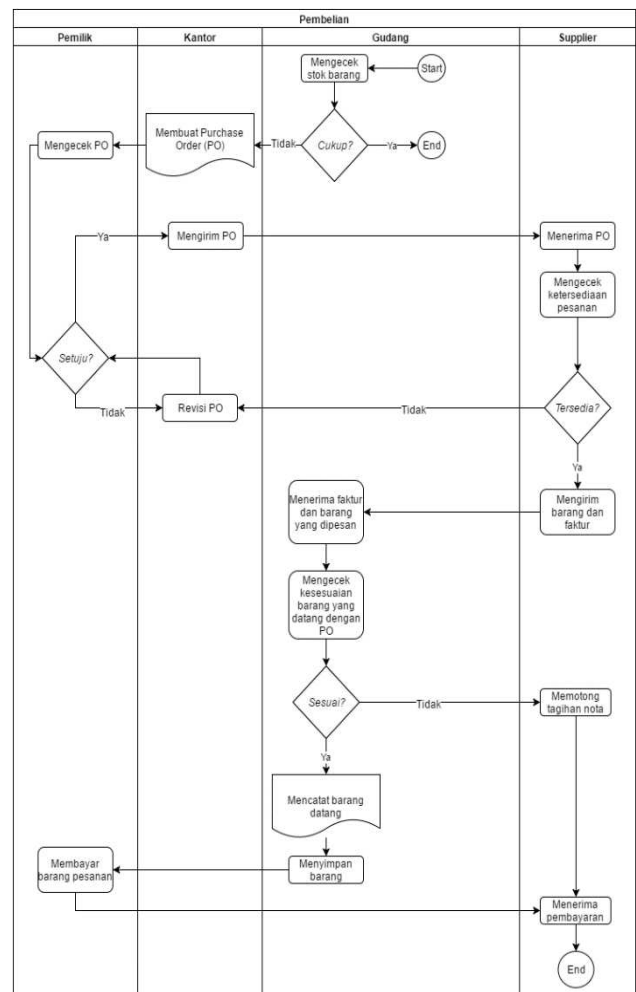 Pembelian
Pemilik
Kantor
Gudang
Supplier
Mengecek
stok barang
Start
Mengecek PO
Membuat Purchase
Order (PO)
Tidak
Cukup?
Ya
End
Ya
Mengirim PO
Menerima PO
Mengecek
ketersediaan
pesanan
Setuju?
Tidak
Revisi PO
Tidak
Tersedia?
Ya
Menerima faktur
dan barang
yang dipesan
Mengirim
barang dan
faktur
Mengecek
kesesuaian
barang yang
datang dengan
PO
Sesuai?
Tidak
Memotong
tagihan nota
Ya
Mencatat barang
datang
Membayar
barang pesanan
Menyimpan
barang
Menerima
pembayaran
End